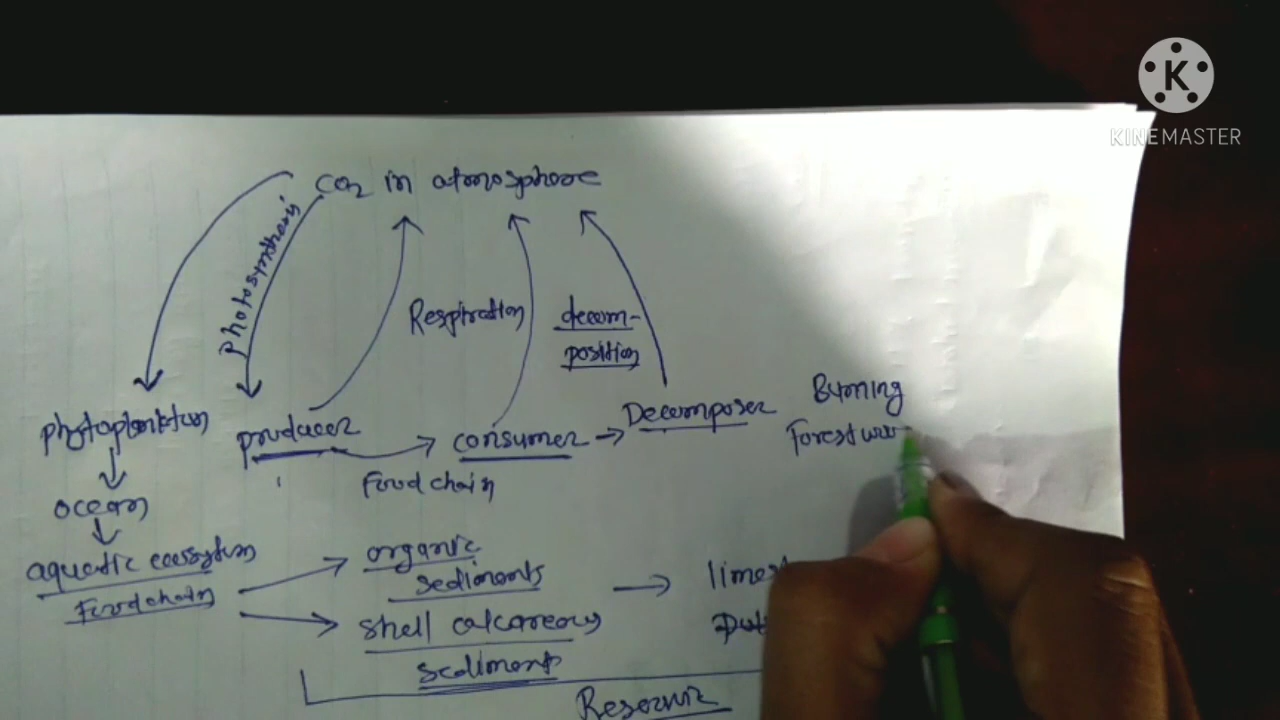 K
KINEMASTER
CO2 in atmosphere
Photosynthesis
Respiration
decom-
position
phytoplankton
producer
consumer
Decomposer
Burning
Forest
Food chain
ocean
aquatic ecosystem
Food chain
organic
sediments
shell calcareous
sediment
Reservoir